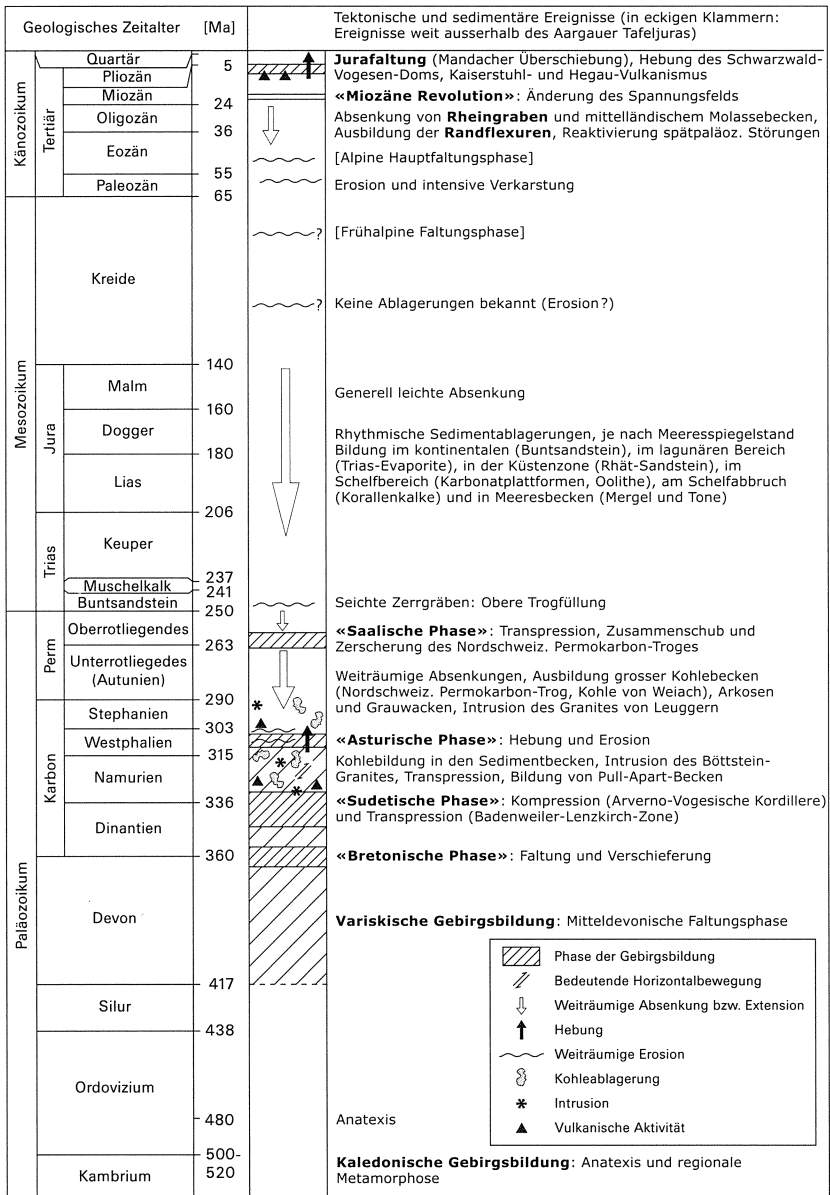 Geologisches Zeitalter
[Ma]
Tektonische und sedimentäre Ereignisse (in eckigen Klammern:
Ereignisse weit ausserhalb des Aargauer Tafeljuras)
Känozoikum
Tertiär
Quartär
5
Pliozän
Miozän
24
Oligozän
36
Eozän
55
Paleozän
65
Jurafaltung (Mandacher Überschiebung), Hebung des Schwarzwald-
Vogesen-Doms, Kaiserstuhl- und Hegau-Vulkanismus
«Miozäne Revolution»: Änderung des Spannungsfelds
Absenkung von Rheingraben und mittelländischem Molassebecken,
Ausbildung der Randflexuren, Reaktivierung spätpaläoz. Störungen
[Alpine Hauptfaltungsphase]
Erosion und intensive Verkarstung
Mesozoikum
Kreide
?
[Frühalpine Faltungsphase]
?
Keine Ablagerungen bekannt (Erosion?)
140
Jura
Malm
160
Dogger
180
Lias
206
Generell leichte Absenkung
Rhythmische Sedimentablagerungen, je nach Meeresspiegelstand
Bildung im kontinentalen (Buntsandstein), im lagunären Bereich
(Trias-Evaporite), in der Küstenzone (Rhät-Sandstein), im
Schelfbereich (Karbonatplattformen, Oolithe), am Schelfabbruch
(Korallenkalke) und in Meeresbecken (Mergel und Tone)
Trias
Keuper
237
Muschelkalk
241
Buntsandstein
250
Seichte Zerrgräben: Obere Trogfüllung
Paläozoikum
Perm
Oberrotliegendes
263
Unterrotliegedes
(Autunien)
290
«Saalische Phase»: Transpression, Zusammenschub und
Zerscherung des Nordschweiz. Permokarbon-Troges
Weiträumige Absenkungen, Ausbildung grosser Kohlebecken
(Nordschweiz. Permokarbon-Trog, Kohle von Weiach), Arkosen
und Grauwacken, Intrusion des Granites von Leuggern
Karbon
Stephanien
303
Westphalien
315
Namurien
336
Dinantien
360
«Asturische Phase»: Hebung und Erosion
Kohlebildung in den Sedimentbecken, Intrusion des Böttstein-
Granites, Transpression, Bildung von Pull-Apart-Becken
«Sudetische Phase»: Kompression (Arverno-Vogesische Kordillere)
und Transpression (Badenweiler-Lenzkirch-Zone)
«Bretonische Phase»: Faltung und Verschieferung
Devon
Variskische Gebirgsbildung: Mitteldevonische Faltungsphase
417
Silur
438
Ordovizium
480
Anatexis
500-
520
Kambrium
Kaledonische Gebirgsbildung: Anatexis und regionale
Metamorphose
Phase der Gebirgsbildung
Bedeutende Horizontalbewegung
Weiträumige Absenkung bzw. Extension
Hebung
Weiträumige Erosion
Kohleablagerung
Intrusion
Vulkanische Aktivität